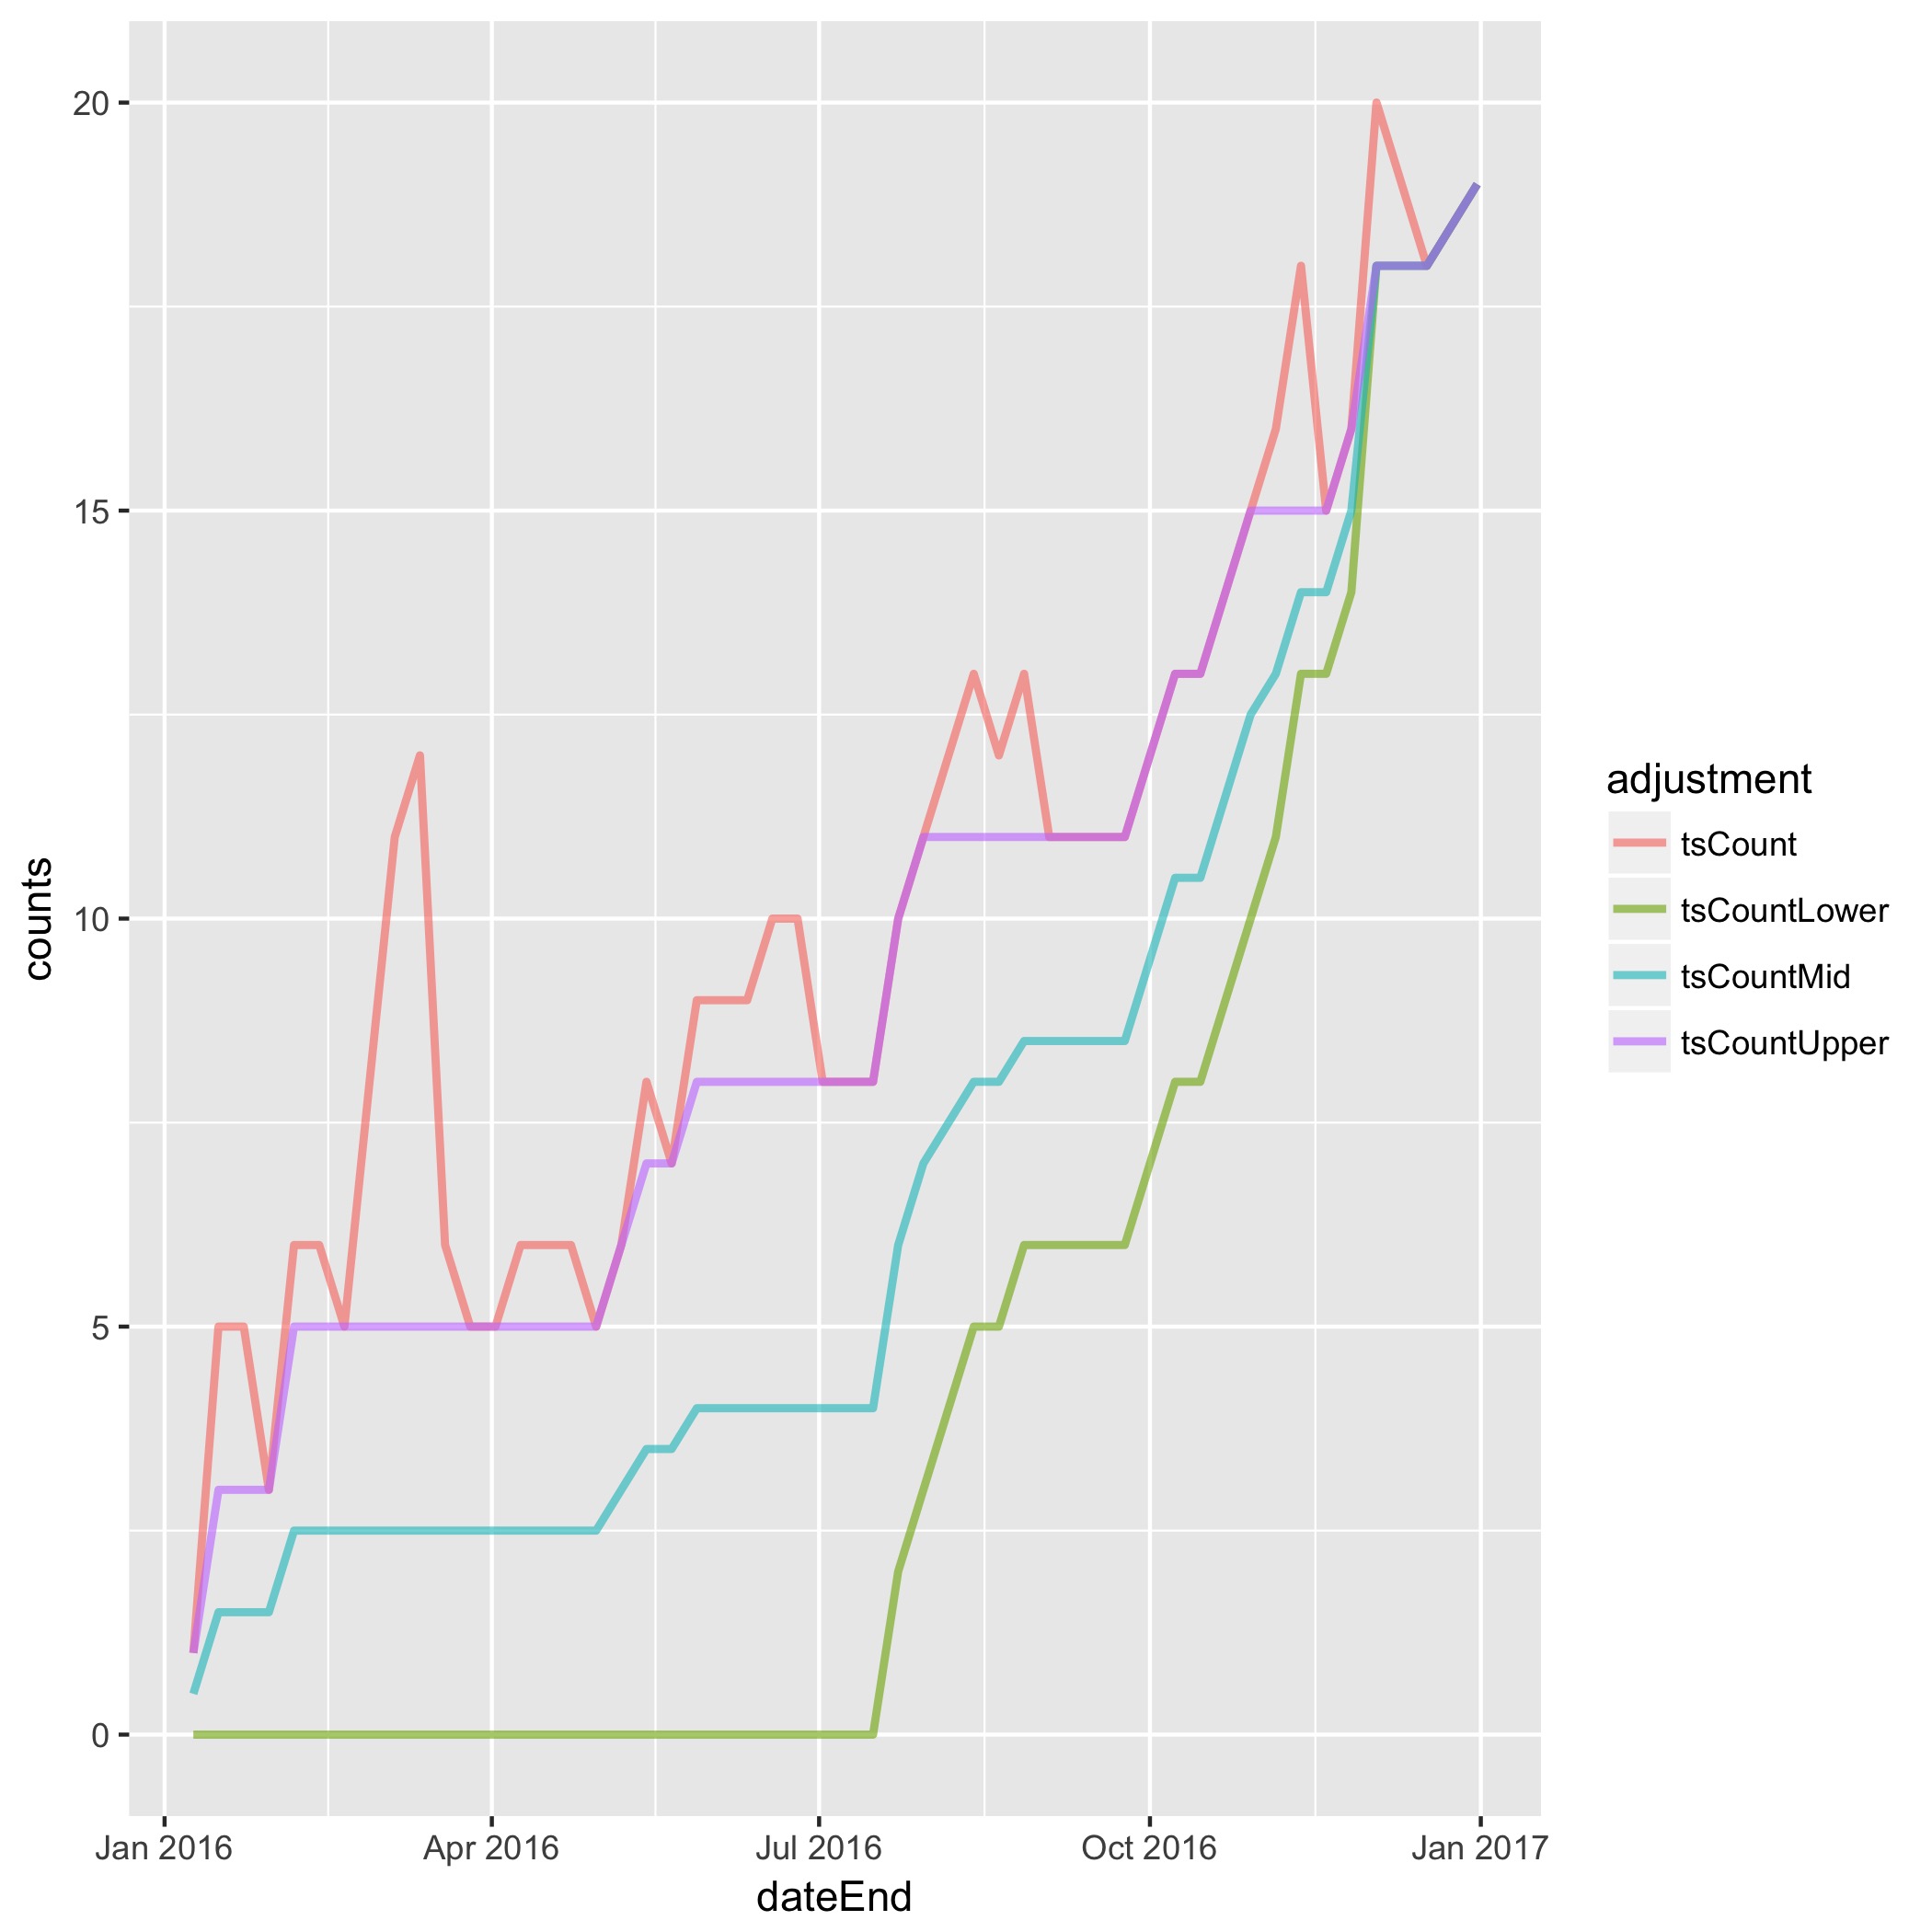 20
15
10
5
0
counts
Jan 2016
Apr 2016
Jul 2016
Oct 2016
Jan 2017
dateEnd
adjustment
tsCount
tsCountLower
tsCountMid
tsCountUpper